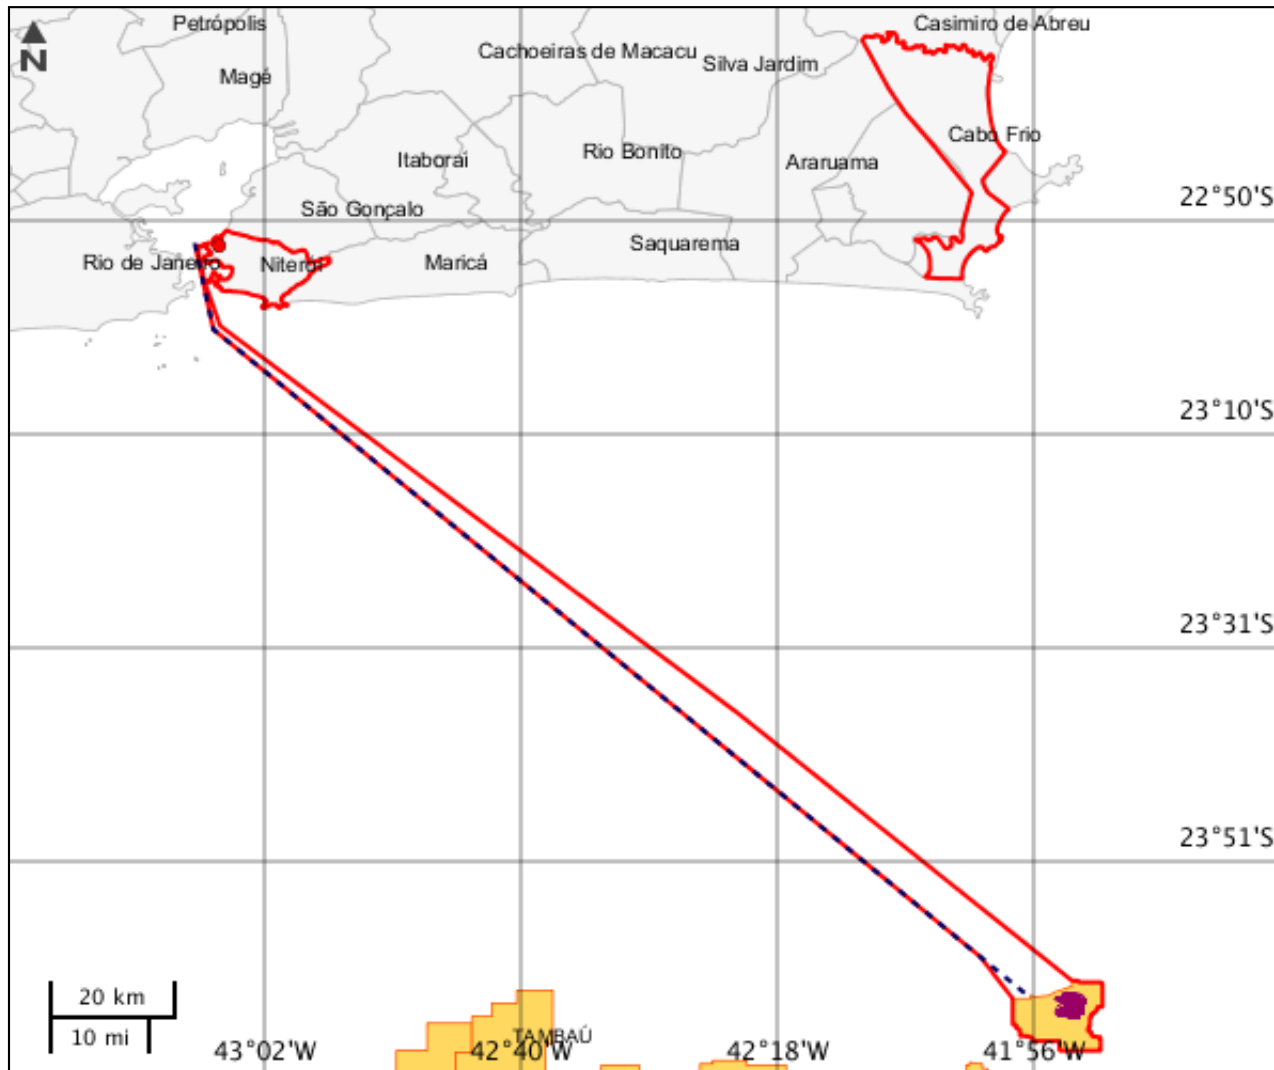 Petrópolis
Casimiro de Abreu
N
Cachoeiras de Macacu
Silva Jardim
Magé
Cabo Frio
Itaboraí
Rio Bonito
Araruama
22°50'S
São Gonçalo
Saquarema
Rio de Janeiro
Niterói
Maricá
23°10'S
23°31'S
23°51'S
20 km
10 mi
TAMBAÚ
43°02'W
42°40'W
42°18'W
41°56'W